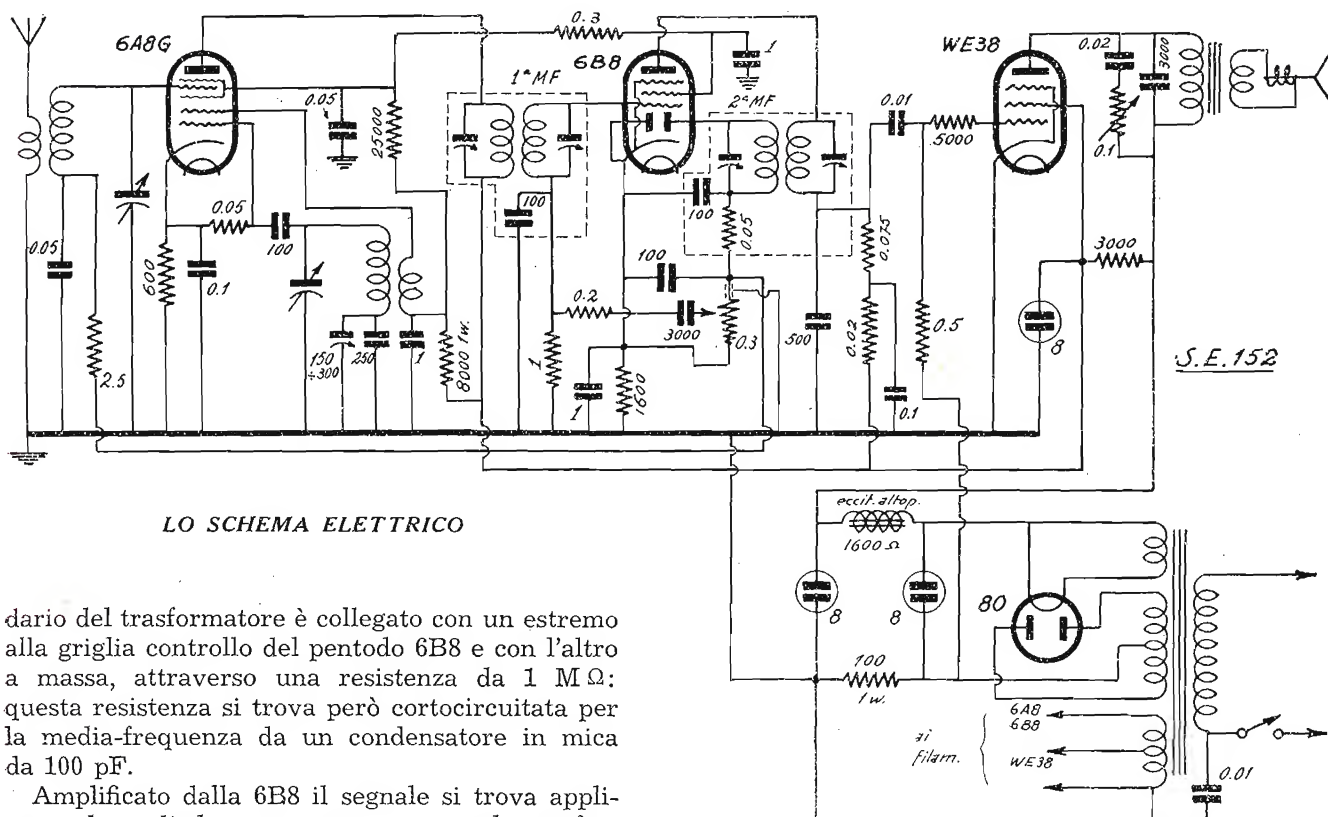 0.3
6A8G
6B8
WE38
1
0.02
3000
1ª MF
2ª MF
0.05
25000
0.01
5000
0.1
100
100
0.05
0.05
0.05
100
600
0.1
100
0.075
3000
0.2
3000
0.3
500
0.02
0.5
8
S.E.152
2.5
150
÷300
250
1
8000 1w.
1
1
1600
0.1
LO SCHEMA ELETTRICO
eccit. altop.
1600 Ω
8
8
80
100
1w.
6A8
6B8
ai
filam.
WE38
0.01
dario del trasformatore è collegato con un estremo
alla griglia controllo del pentodo 6B8 e con l'altro
a massa, attraverso una resistenza da 1 MΩ:
questa resistenza si trova però cortocircuitata per
la media-frequenza da un condensatore in mica
da 100 pF.
Amplificato dalla 6B8 il segnale si trova appli-